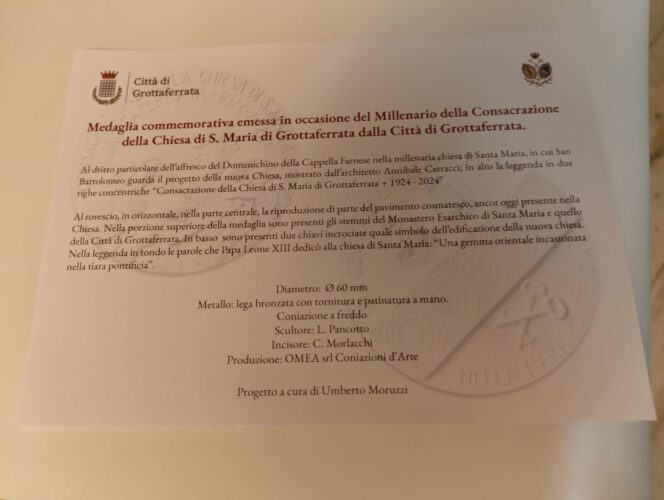 Città di
Grottaferrata
Medaglia commemorativa emessa in occasione del Millenario della Consacrazione
della Chiesa di S. Maria di Grottaferrata dalla Città di Grottaferrata.
Al dritto particolare dell'affresco del Domenichino della Cappella Farnese nella millenaria chiesa di Santa Maria, in cui San
Bartolomeo guarda il progetto della nuova Chiesa, mostrato dall'architetto Annibale Carracci; in alto la leggenda in due
righe concentriche "Consacrazione della Chiesa di S. Maria di Grottaferrata + 1924 - 2024"
Al rovescio, in orizzontale, nella parte centrale, la riproduzione di parte del pavimento cosmatesco, ancor oggi presente nella
Chiesa. Nella porzione superiore della medaglia sono presenti gli stemmi del Monastero Esarchico di Santa Maria e quello
della Città di Grottaferrata. In basso sono presenti due chiavi incrociate quale simbolo dell'edificazione della nuova chiesa.
Nella leggenda in tondo le parole che Papa Leone XIII dedicò alla chiesa di Santa Maria: "Una gemma orientale incastonata
nella tiara pontificia".
Diametro: Ø 60 mm
Metallo: lega bronzata con tornitura e patinatura a mano.
Coniazione a freddo
Scultore: L. Pancotto
Incisore: C. Morlacchi
Produzione: OMEA srl Coniazioni d'Arte
Progetto a cura di Umberto Moruzzi
NELLA TIARA